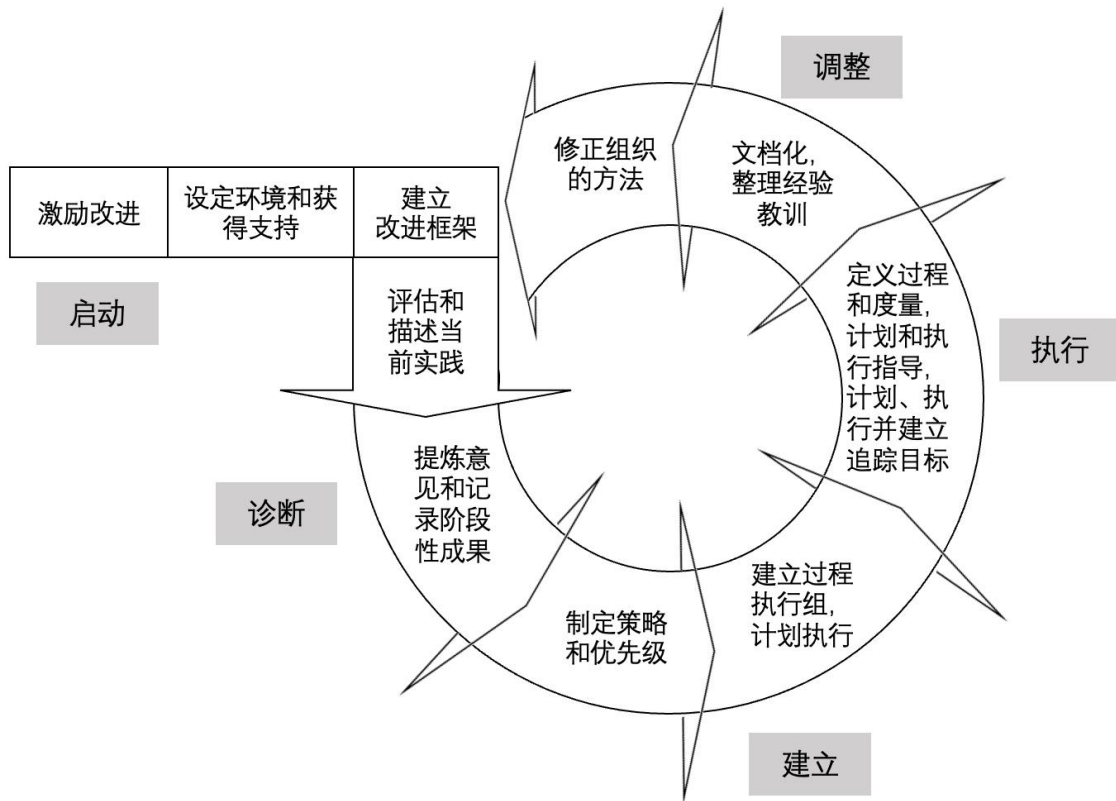 激励改进
设定环境和获
得支持
建立
改进框架
启动
评估和
描述当
前实践
诊断
提炼意
见和记
录阶段
性成果
制定策略
和优先级
建立过程
执行组，
计划执行
建立
定义过程
和度量，
计划和执
行指导，
计划、执
行并建立
追踪目标
执行
文档化，
整理经验
教训
调整
修正组织
的方法